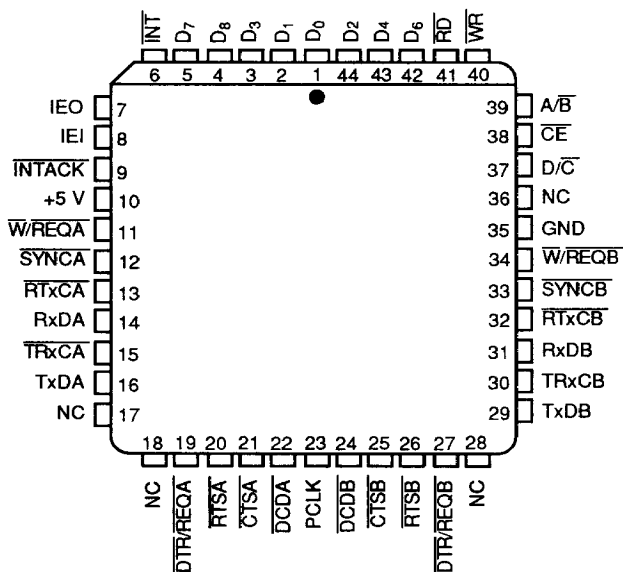 INT D7 D8 D3 D1 D0 D2 D4 D6 RD WR
6 5 4 3 2 1 44 43 42 41 40
IEO 7
IEI 8
INTACK 9
+5 V 10
W/REQA 11
SYNCA 12
RTxCA 13
RxDA 14
TRxCA 15
TxDA 16
NC 17
39 A/B
38 CE
37 D/C
36 NC
35 GND
34 W/REQB
33 SYNCB
32 RTxCB
31 RxDB
30 TRxCB
29 TxDB
18 19 20 21 22 23 24 25 26 27 28
NC DTR/REQA RTSA CTSA DCDA PCLK DCDB CTSB RTSB DTR/REQB NC